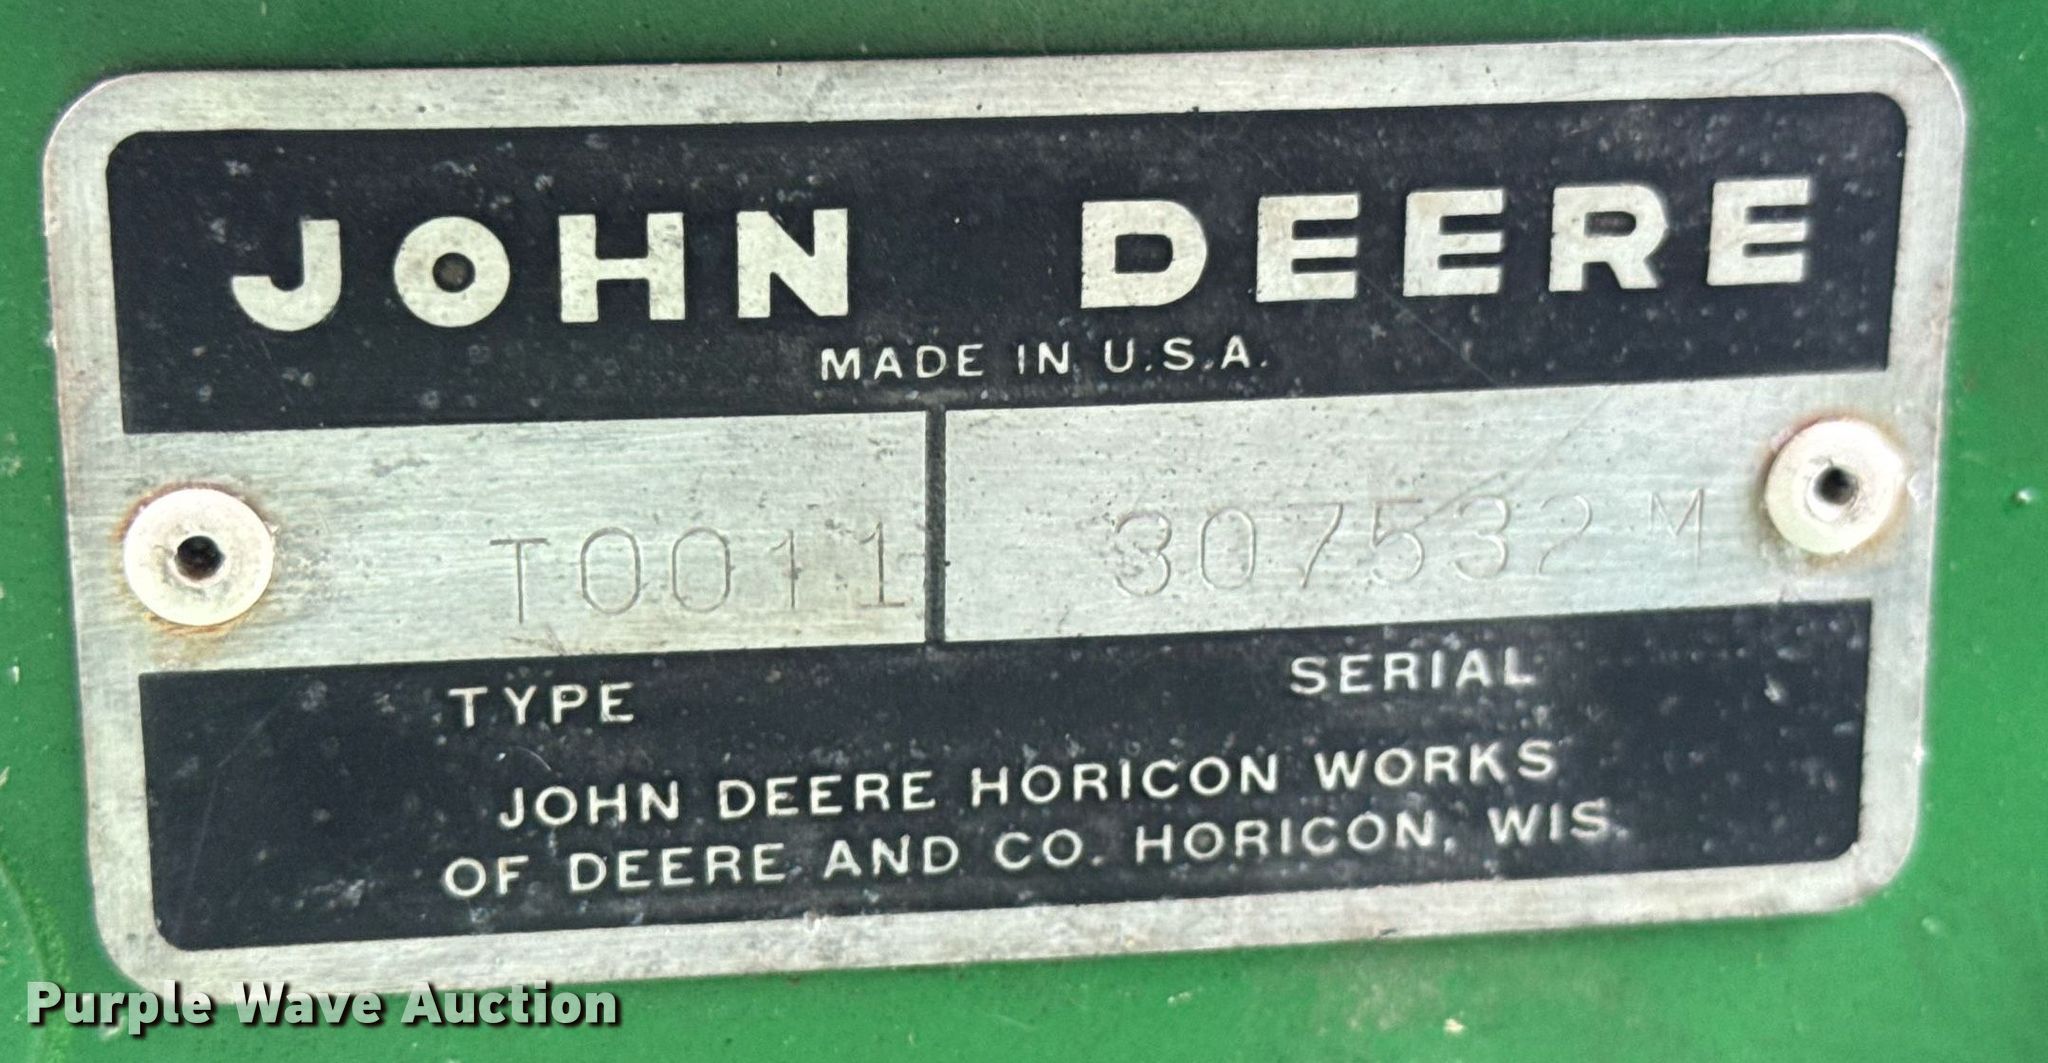 JOHN DEERE
MADE IN U.S.A.
T0011 307532M
TYPE SERIAL
JOHN DEERE HORICON WORKS
OF DEERE AND CO. HORICON, WIS.
Purple Wave Auction